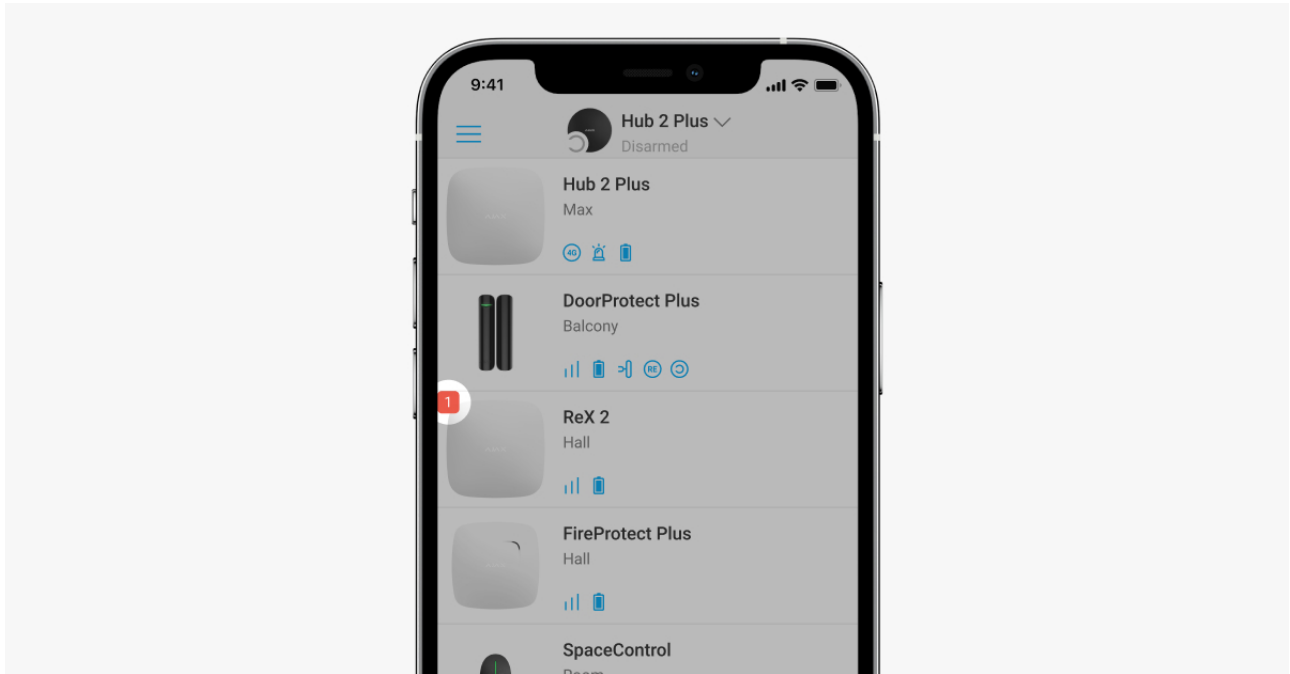 9:41
Hub 2 Plus
Disarmed
Hub 2 Plus
Max
4G
DoorProtect Plus
Balcony
RE
1
ReX 2
Hall
FireProtect Plus
Hall
SpaceControl
Room